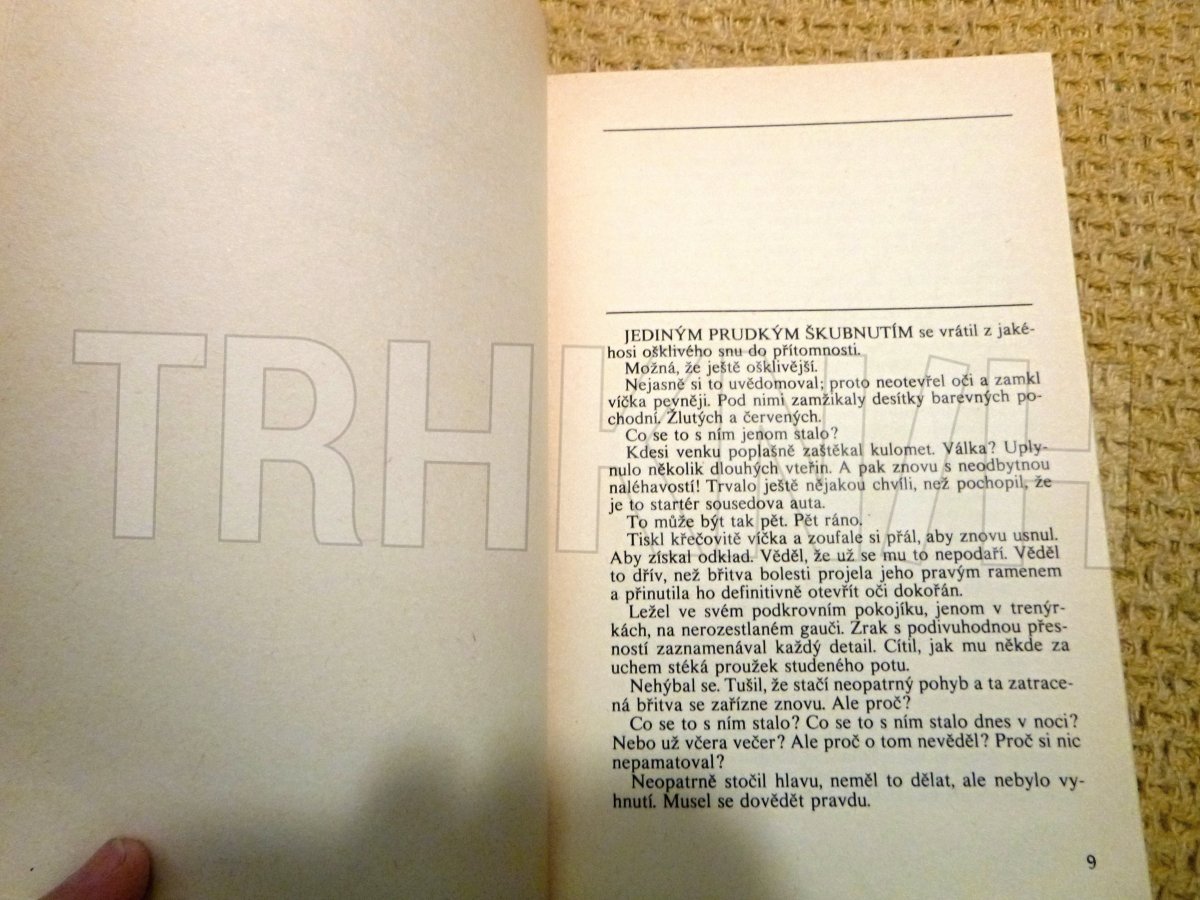 JEDINÝM PRUDKÝM ŠKUBNUTÍM se vrátil z jaké-
hosi ošklivého snu do přítomnosti.
Možná, že ještě ošklivější.
Nejasně si to uvědomoval; proto neotevřel oči a zamkl
víčka pevněji. Pod nimi zamžikaly desítky barevných po-
chodní. Žlutých a červených.
Co se to s ním jenom stalo?
Kdesi venku poplašně zaštěkal kulomet. Válka? Uply-
nulo několik dlouhých vteřin. A pak znovu s neodbytnou
naléhavostí! Trvalo ještě nějakou chvíli, než pochopil, že
je to startér sousedova auta.
To může být tak pět. Pět ráno.
Tiskl křečovitě víčka a zoufale si přál, aby znovu usnul.
Aby získal odklad. Věděl, že už se mu to nepodaří. Věděl
to dřív, než břitva bolesti projela jeho pravým ramenem
a přinutila ho definitivně otevřít oči dokořán.
Ležel ve svém podkrovním pokojíku, jenom v trenýr-
kách, na nerozestlaném gauči. Zrak s podivuhodnou přes-
ností zaznamenával každý detail. Cítil, jak mu někde za
uchem stéká proužek studeného potu.
Nehýbal se. Tušil, že stačí neopatrný pohyb a ta zatrace-
ná břitva se zařízne znovu. Ale proč?
Co se to s ním stalo? Co se to s ním stalo dnes v noci?
Nebo už včera večer? Ale proč o tom nevěděl? Proč si nic
nepamatoval?
Neopatrně stočil hlavu, neměl to dělat, ale nebylo vy-
hnutí. Musel se dovědět pravdu.
9
TRHKNIH